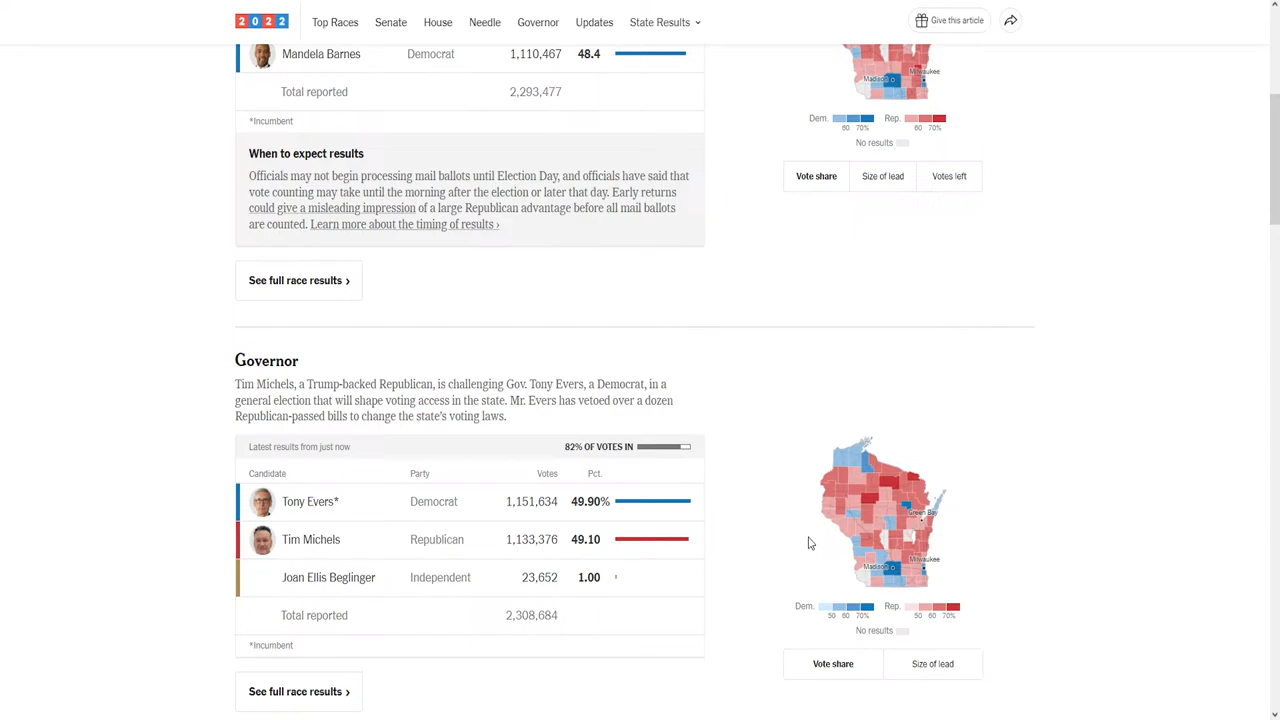 2022
Top Races
Senate
House
Needle
Governor
Updates
State Results
Give this article
Mandela Barnes Democrat 1,110,467 48.4
Total reported 2,293,477
*Incumbent
When to expect results
Officials may not begin processing mail ballots until Election Day, and officials have said that
vote counting may take until the morning after the election or later that day. Early returns
could give a misleading impression of a large Republican advantage before all mail ballots
are counted. Learn more about the timing of results ›
See full race results ›
Madison
Milwaukee
Dem. Rep.
60 70% 60 70%
No results
Vote share
Size of lead
Votes left
Governor
Tim Michels, a Trump-backed Republican, is challenging Gov. Tony Evers, a Democrat, in a
general election that will shape voting access in the state. Mr. Evers has vetoed over a dozen
Republican-passed bills to change the state's voting laws.
Latest results from just now 82% OF VOTES IN
Candidate Party Votes Pct.
Tony Evers* Democrat 1,151,634 49.90%
Tim Michels Republican 1,133,376 49.10
Joan Ellis Beglinger Independent 23,652 1.00
Total reported 2,308,684
*Incumbent
See full race results ›
Green Bay
Milwaukee
Madison
Dem. Rep.
50 60 70% 50 60 70%
No results
Vote share
Size of lead